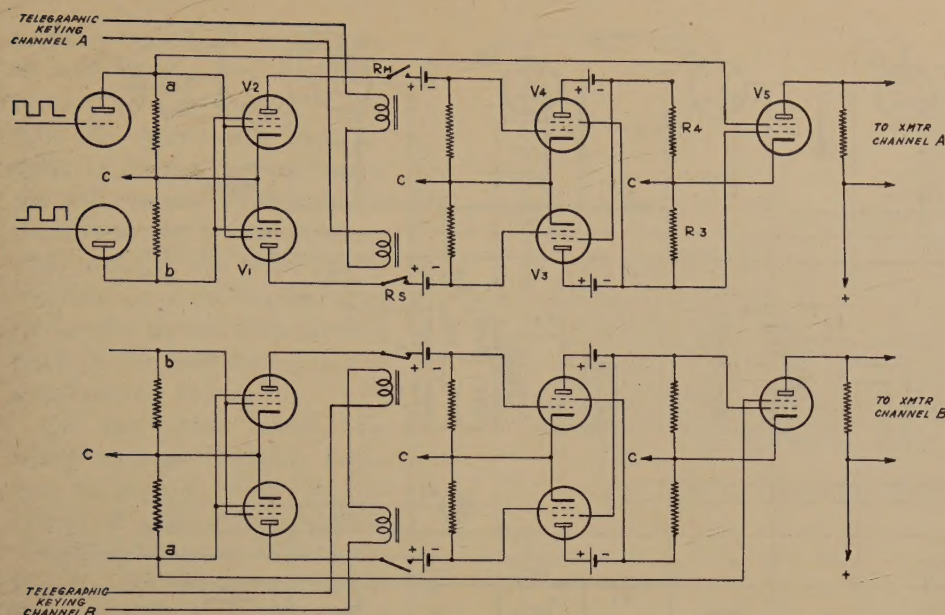 TELEGRAPHIC
KEYING
CHANNEL A
a
V2
RM
+ -
V4
+ -
R4
V5
TO XMTR
CHANNEL A
C
C
C
b
V1
RS
+ -
V3
+ -
R3
+
b
+ -
+ -
TO XMTR
CHANNEL B
C
C
C
a
+ -
+ -
+
TELEGRAPHIC
KEYING
CHANNEL B